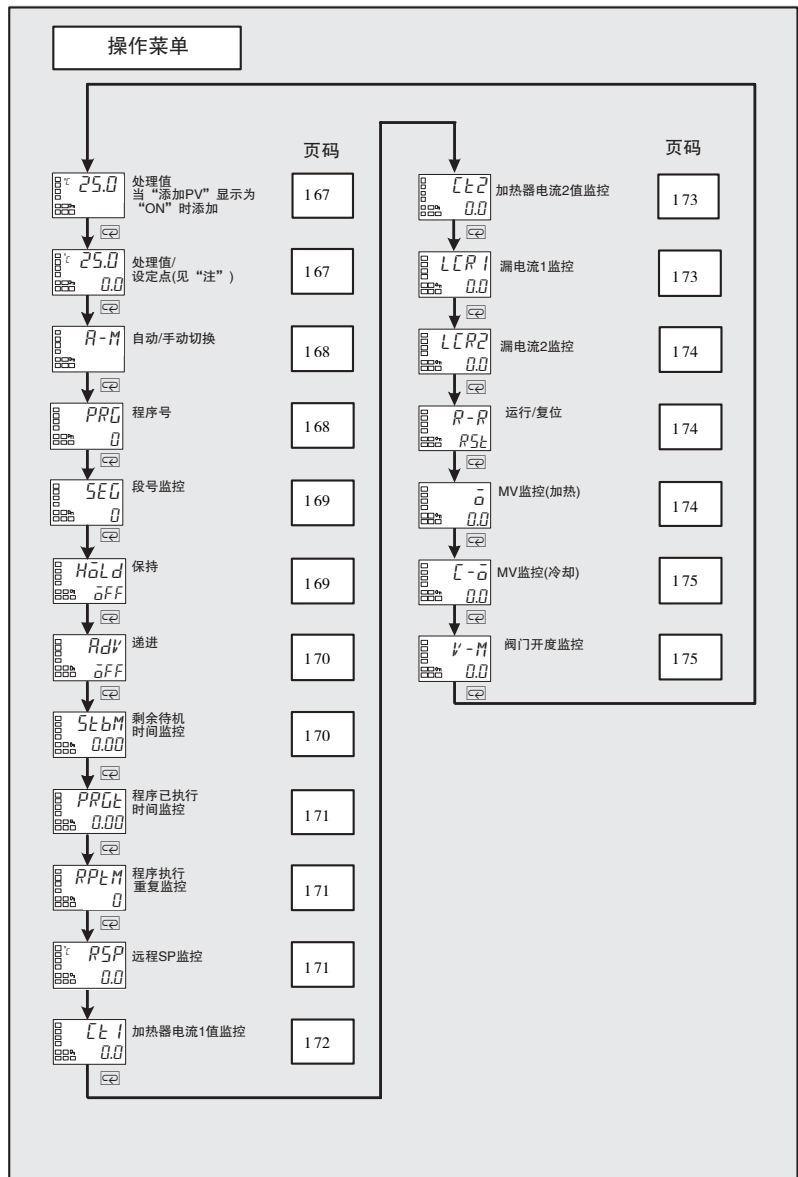 操作菜单
页码
℃ 25.0
处理值
当“添加PV”显示为
“ON”时添加
167
℃ 25.0
0.0
处理值/
设定点(见“注”)
167
A-M
自动/手动切换
168
PRG
0
程序号
168
SEG
0
段号监控
169
HoLd
oFF
保持
169
AdV
oFF
递进
170
StbM
0.00
剩余待机
时间监控
170
PRGt
0.00
程序已执行
时间监控
171
RPtM
0
程序执行
重复监控
171
℃ RSP
0.0
远程SP监控
171
Ct1
0.0
加热器电流1值监控
172
页码
Ct2
0.0
加热器电流2值监控
173
LCR1
0.0
漏电流1监控
173
LCR2
0.0
漏电流2监控
174
R-R
RSt
运行/复位
174
o
0.0
MV监控(加热)
174
C-o
0.0
MV监控(冷却)
175
V-M
0.0
阀门开度监控
175